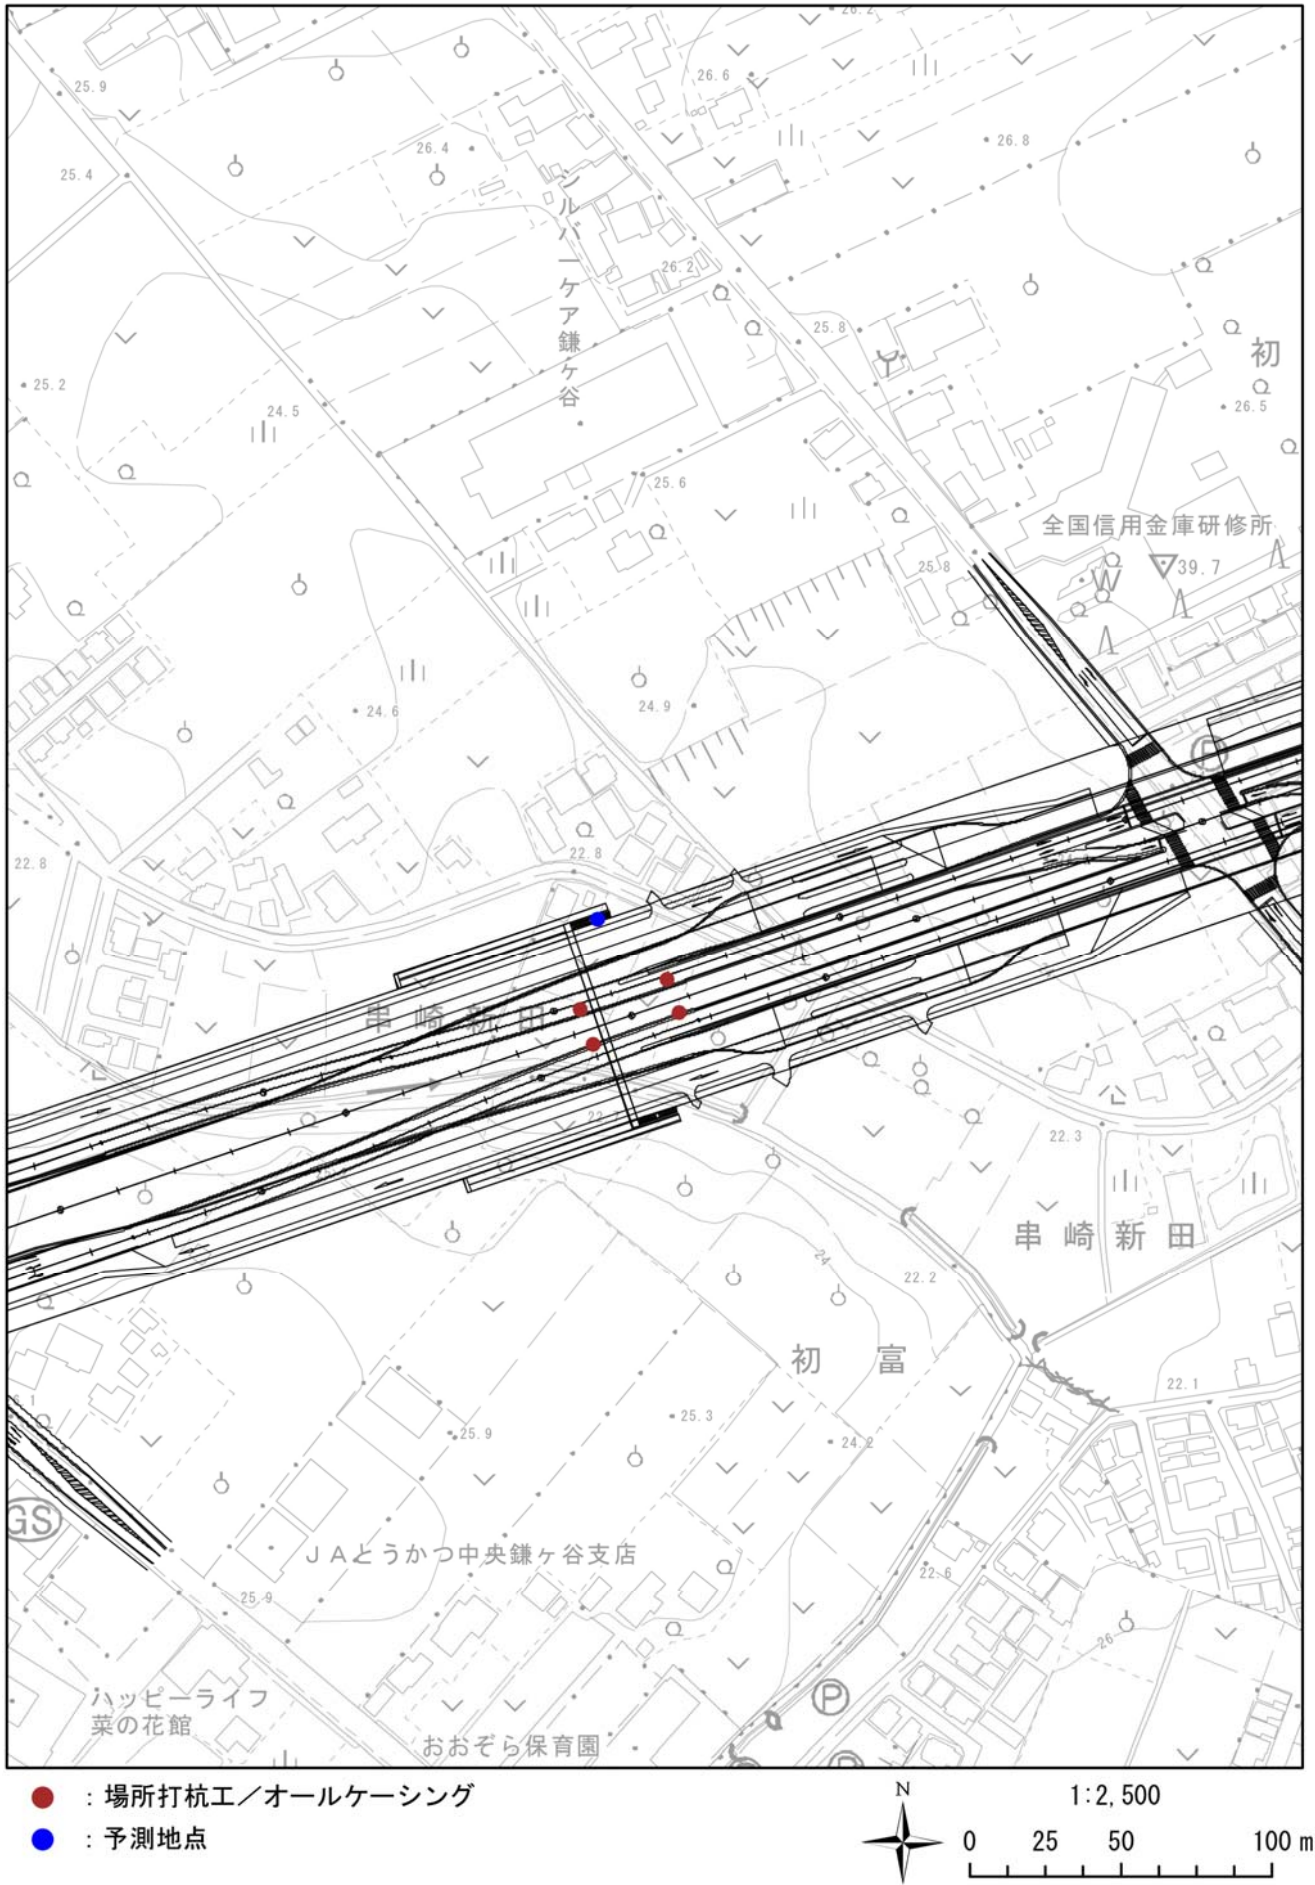 26.2
25.9
26.6
26.4
26.8
25.4
シルバーケア鎌ヶ谷
26.2
25.8
初
25.2
24.5
26.5
25.6
全国信用金庫研修所
25.8
39.7
24.9
24.6
P
22.8
22.8
串崎新田
22.7
22.3
串崎新田
24
22.2
初富
22.1
25.3
25.9
24.2
GS
JAとうかつ中央鎌ヶ谷支店
22.6
25.9
26
ハッピーライフ
菜の花館
P
おおぞら保育園
P
：場所打杭工／オールケーシング
：予測地点
N
1:2,500
0 25 50 100 m